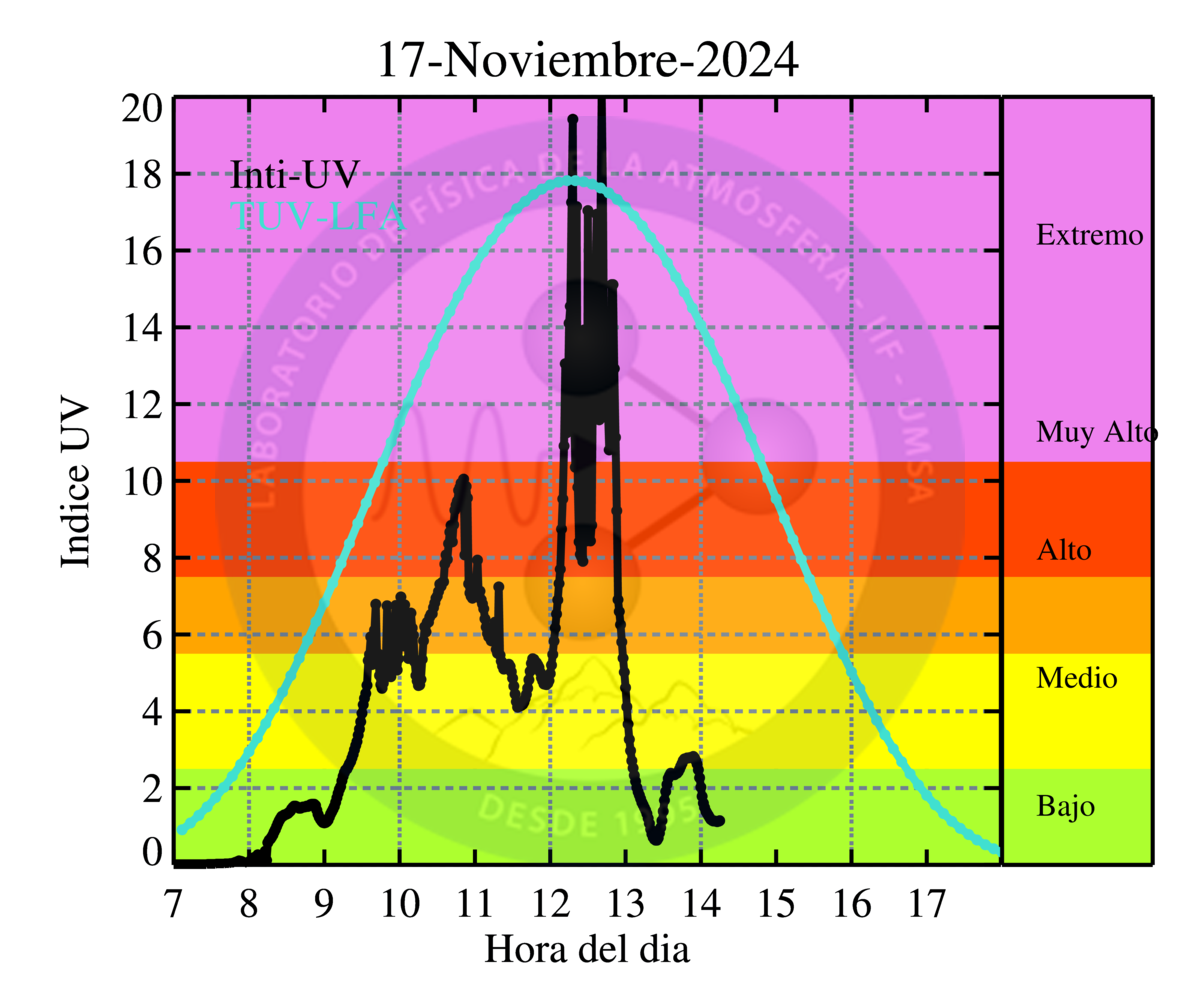 17-Noviembre-2024
Inti-UV
TUV-LFA
Indice UV
20
18
16
14
12
10
8
6
4
2
0
7 8 9 10 11 12 13 14 15 16 17
Hora del dia
Extremo
Muy Alto
Alto
Medio
Bajo
LABORATORIO DE FÍSICA DE LA ATMÓSFERA - IIF - UMSA
DESDE 1995